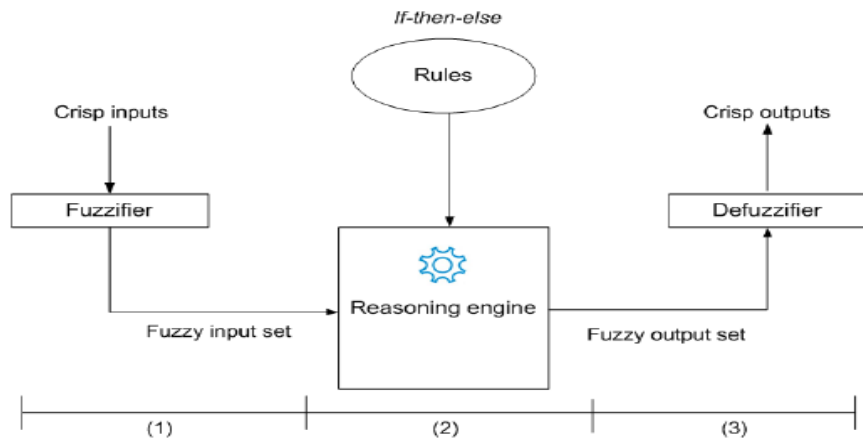 If-then-else
Rules
Crisp inputs
Crisp outputs
Fuzzifier
Defuzzifier
Reasoning engine
Fuzzy input set
Fuzzy output set
(1)
(2)
(3)